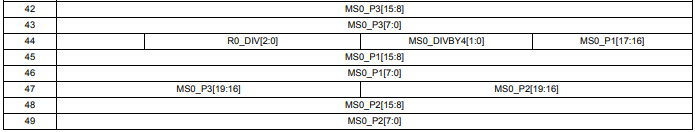 42 MS0_P3[15:8]
43 MS0_P3[7:0]
44 R0_DIV[2:0] MS0_DIVBY4[1:0] MS0_P1[17:16]
45 MS0_P1[15:8]
46 MS0_P1[7:0]
47 MS0_P3[19:16] MS0_P2[19:16]
48 MS0_P2[15:8]
49 MS0_P2[7:0]